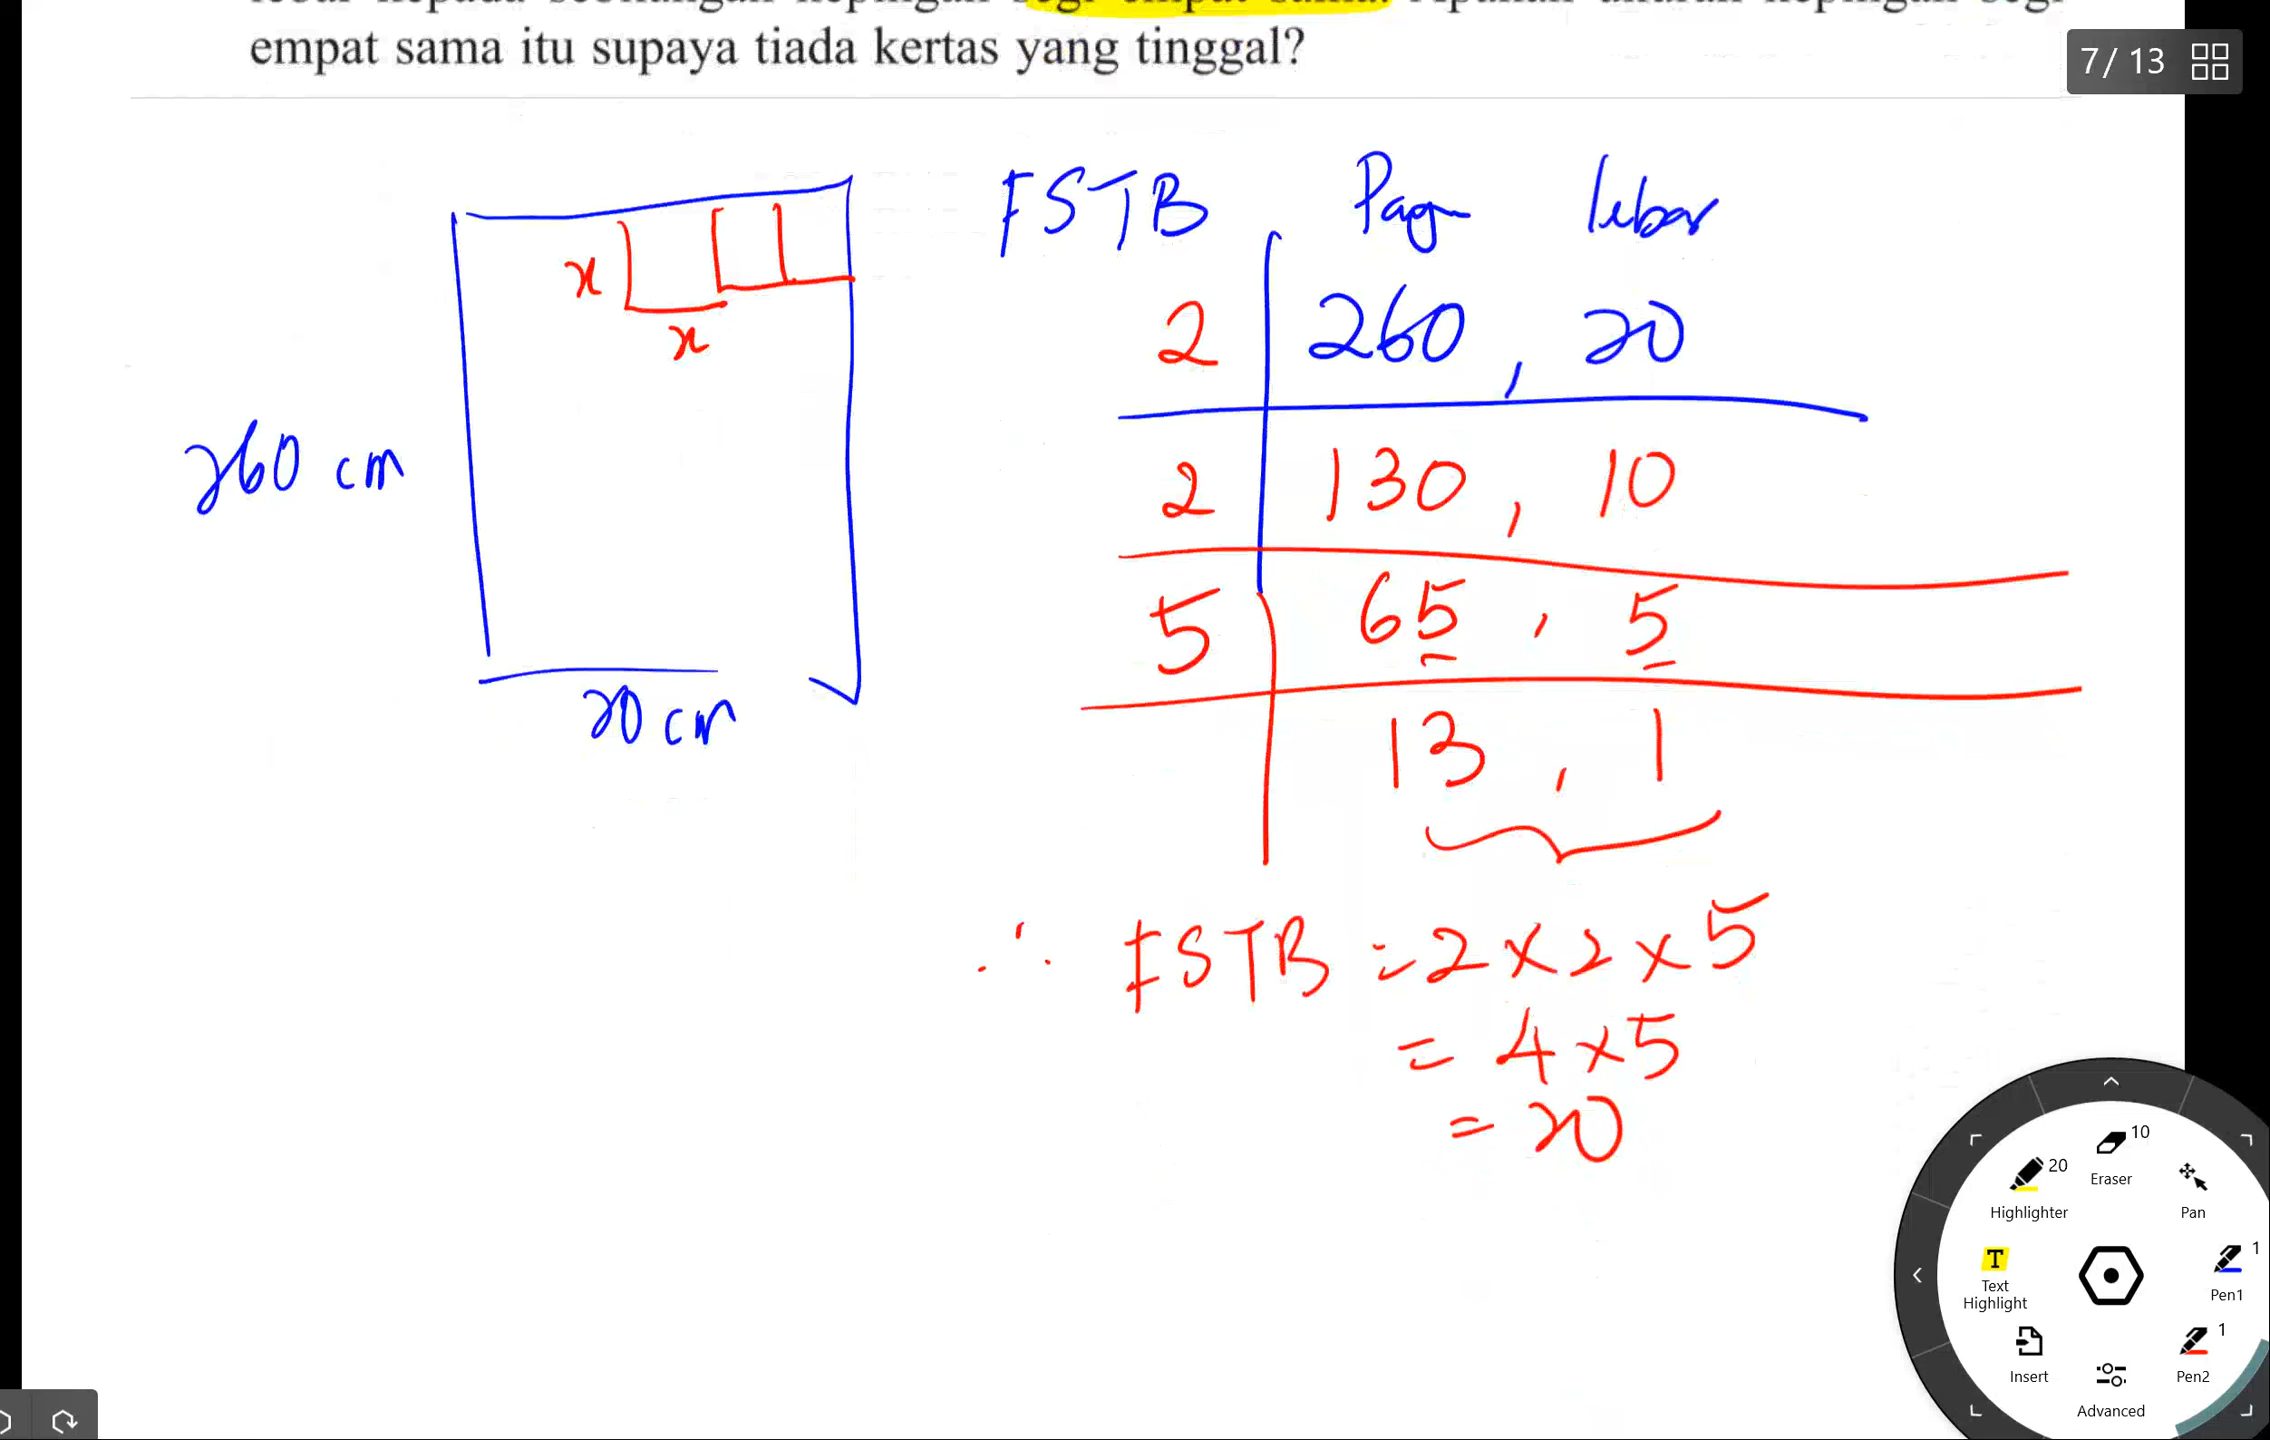 empat sama itu supaya tiada kertas yang tinggal?
7/ 13
FSTB
lebar
2 260 , 20
2 130 , 10
5 65 , 5
13 , 1
x
x
260 cm
20 cm
∴ FSTB = 2 x 2 x 5
= 4 x 5
= 20
10
Eraser
20
Highlighter
Pan
T
Text
Highlight
1
Pen1
Insert
1
Pen2
Advanced